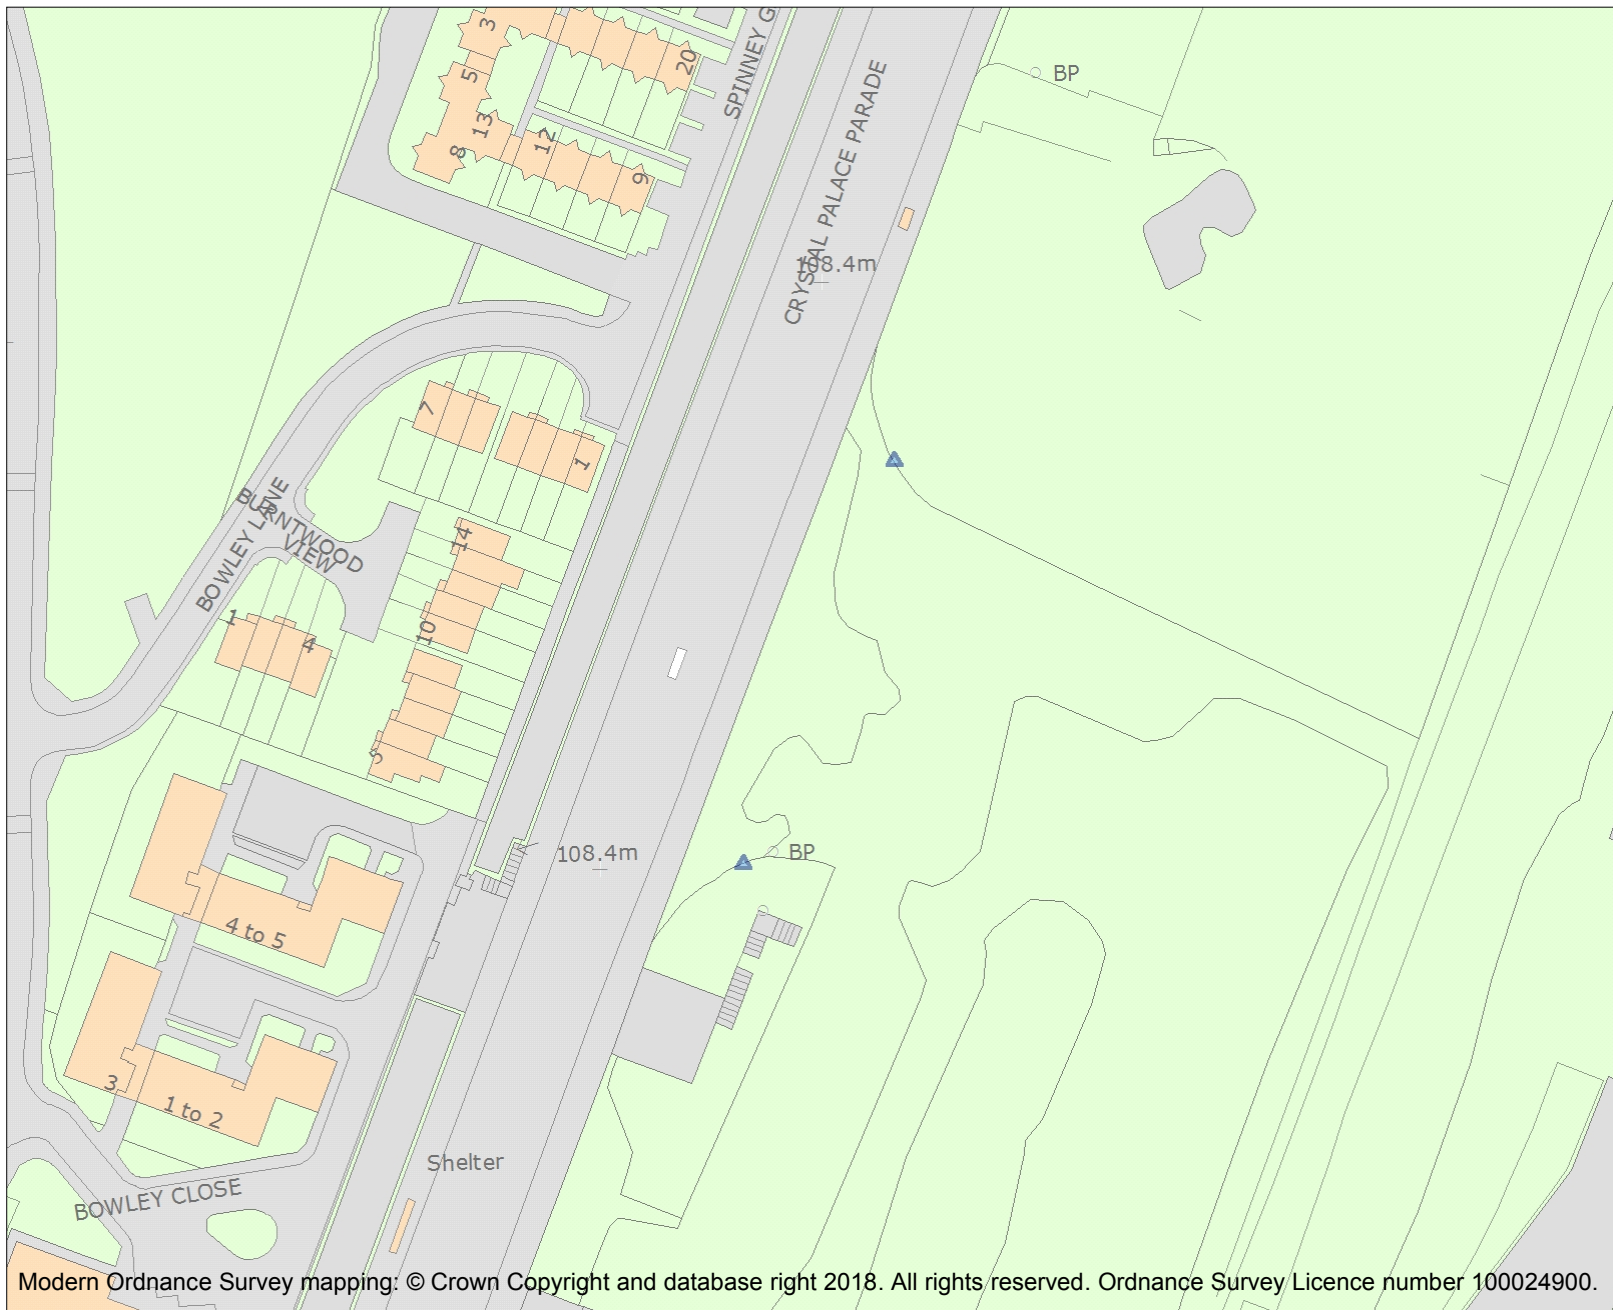 3
5
13
8
12
20
9
SPINNEY G
CRYSTAL PALACE PARADE
BP
108.4m
7
1
BURNTWOOD
VIEW
BOWLEY LANE
14
10
1
4
5
108.4m
BP
4 to 5
3
1 to 2
Shelter
BOWLEY CLOSE
Modern Ordnance Survey mapping: © Crown Copyright and database right 2018. All rights reserved. Ordnance Survey Licence number 100024900.